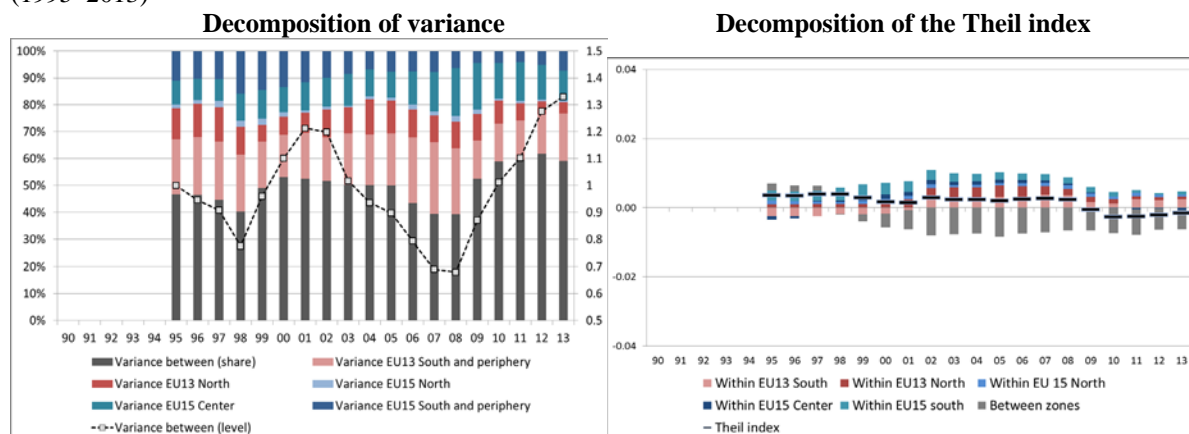 (1995–2013)
Decomposition of variance
Decomposition of the Theil index
100%
90%
80%
70%
60%
50%
40%
30%
20%
10%
0%
1.5
1.4
1.3
1.2
1.1
1.0
0.9
0.8
0.7
0.6
0.5
90 91 92 93 94 95 96 97 98 99 00 01 02 03 04 05 06 07 08 09 10 11 12 13
Variance between (share) Variance EU13 South and periphery
Variance EU13 North Variance EU15 North
Variance EU15 Center Variance EU15 South and periphery
Variance between (level)
0.04
0.02
0.00
-0.02
-0.04
90 91 92 93 94 95 96 97 98 99 00 01 02 03 04 05 06 07 08 09 10 11 12 13
Within EU13 South Within EU13 North Within EU 15 North
Within EU15 Center Within EU15 south Between zones
Theil index